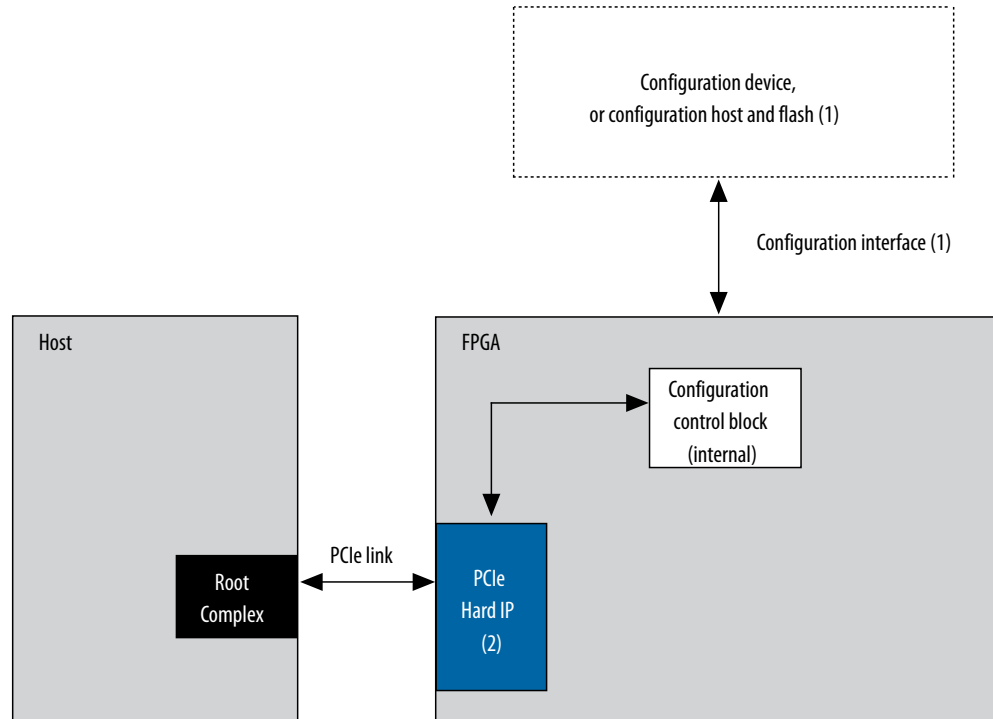 Configuration device,
or configuration host and flash (1)
Configuration interface (1)
Host
FPGA
Configuration
control block
(internal)
PCIe link
Root
Complex
PCIe
Hard IP
(2)